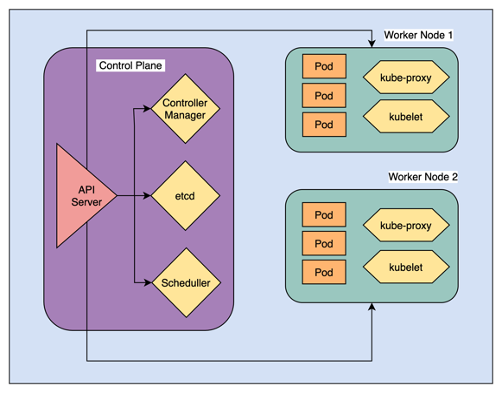 Control Plane
API
Server
Controller
Manager
etcd
Scheduller
Worker Node 1
Pod
Pod
Pod
kube-proxy
kubelet
Worker Node 2
Pod
Pod
Pod
kube-proxy
kubelet